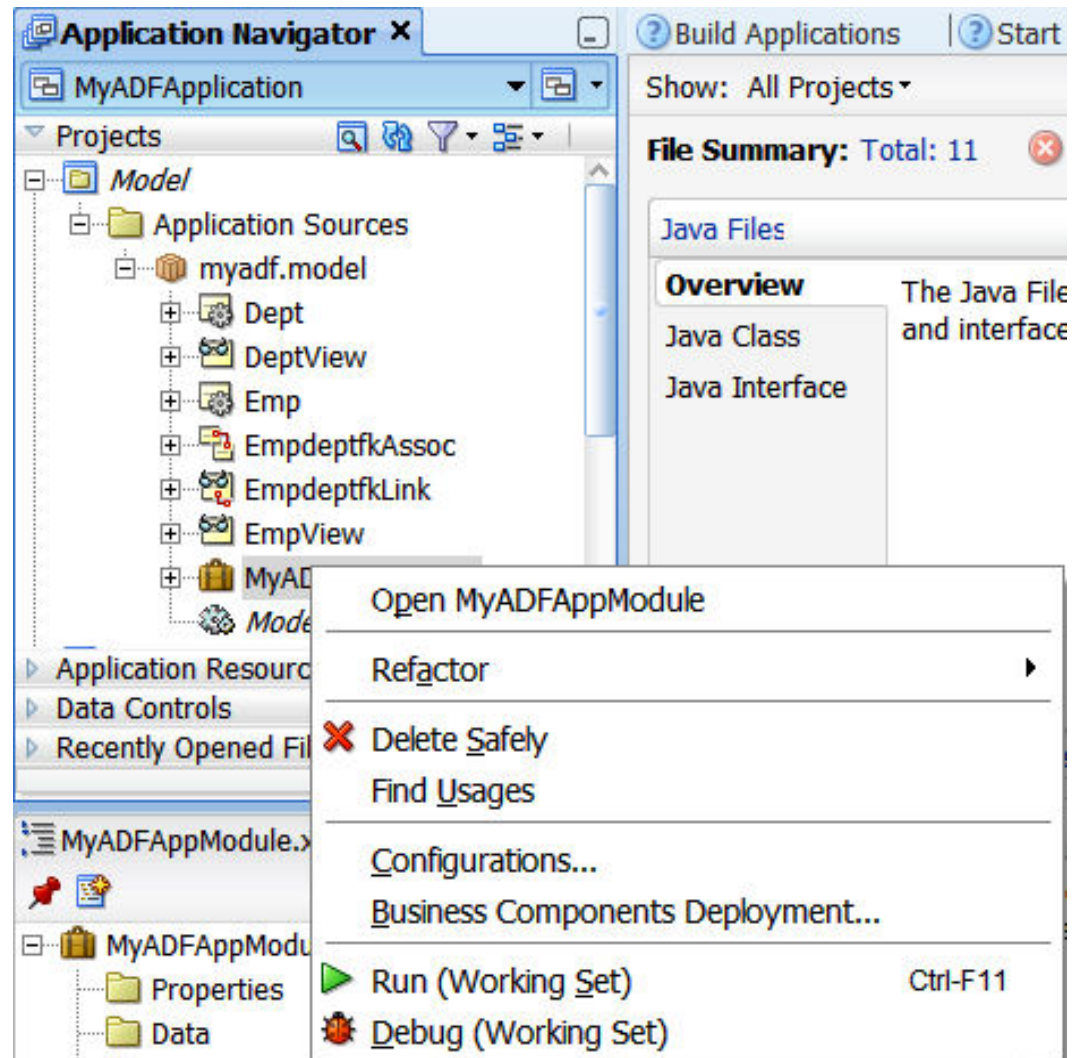 Application Navigator
MyADFApplication
Projects
Model
Application Sources
myadf.model
Dept
DeptView
Emp
EmpdeptfkAssoc
EmpdeptfkLink
EmpView
MyAD
Mode
Application Resourc
Data Controls
Recently Opened Fil
MyADFAppModule.x
MyADFAppModu
Properties
Data
Build Applications
Start
Show: All Projects
File Summary: Total: 11
Java Files
Overview
Java Class
Java Interface
The Java File
and interface
Open MyADFAppModule
Refactor
Delete Safely
Find Usages
Configurations...
Business Components Deployment...
Run (Working Set) Ctrl-F11
Debug (Working Set)